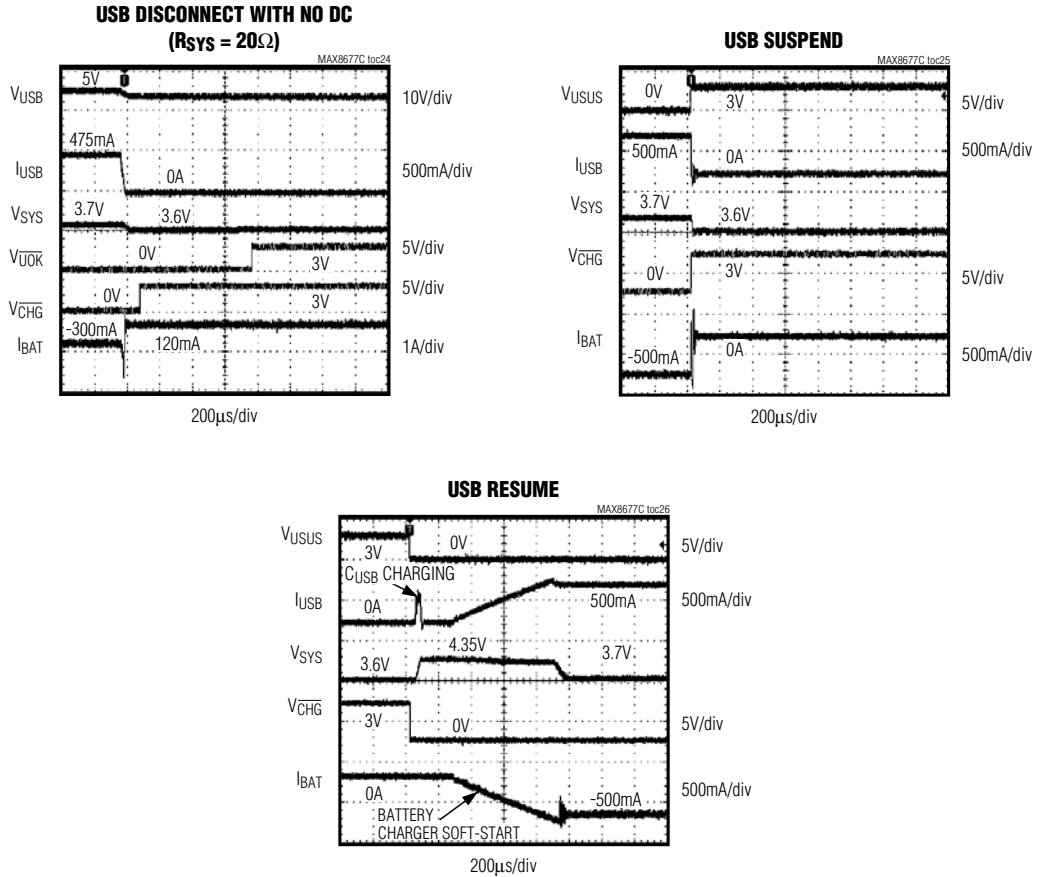 USB DISCONNECT WITH NO DC
(RSYS = 20Ω)
MAX8677C toc24
VUSB
5V
10V/div
475mA
IUSB
0A
500mA/div
VSYS
3.7V
3.6V
VUOK
0V
3V
5V/div
VCHG
0V
3V
5V/div
IBAT
-300mA
120mA
1A/div
200µs/div
USB SUSPEND
MAX8677C toc25
VUSUS
0V
3V
5V/div
IUSB
500mA
0A
500mA/div
VSYS
3.7V
3.6V
VCHG
0V
3V
5V/div
IBAT
-500mA
0A
500mA/div
200µs/div
USB RESUME
MAX8677C toc26
VUSUS
3V
0V
5V/div
CUSB CHARGING
IUSB
0A
500mA
500mA/div
VSYS
3.6V
4.35V
3.7V
VCHG
3V
0V
5V/div
IBAT
0A
-500mA
500mA/div
BATTERY
CHARGER SOFT-START
200µs/div